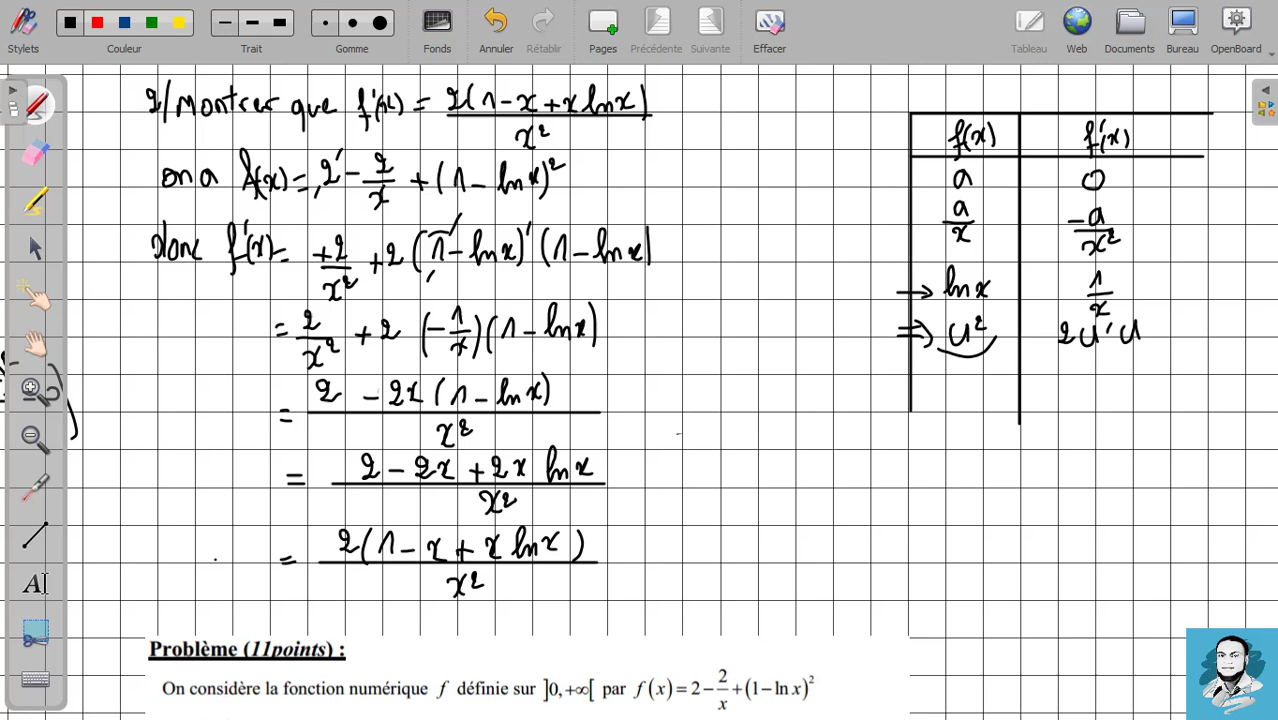 Stylets Couleur Trait Gomme Fonds Annuler Rétablir Pages Précédente Suivante Effacer Tableau Web Documents Bureau OpenBoard
2/ Montrer que f'(x) = 2(1 - x + x ln x) / x²
on a f(x) = 2 - 2/x + (1 - ln x)²
Donc f'(x) = +2/x² + 2 (1 - ln x)' (1 - ln x)
= 2/x² + 2 (-1/x)(1 - ln x)
= 2 - 2x (1 - ln x) / x²
= 2 - 2x + 2x ln x / x²
= 2(1 - x + x ln x) / x²
f(x) f'(x)
a 0
a/x -a/x²
→ ln x 1/x
⇒ U² 2U'U
Problème (11points) :
On considère la fonction numérique f définie sur ]0,+∞[ par f(x) = 2 - 2/x + (1 - ln x)²